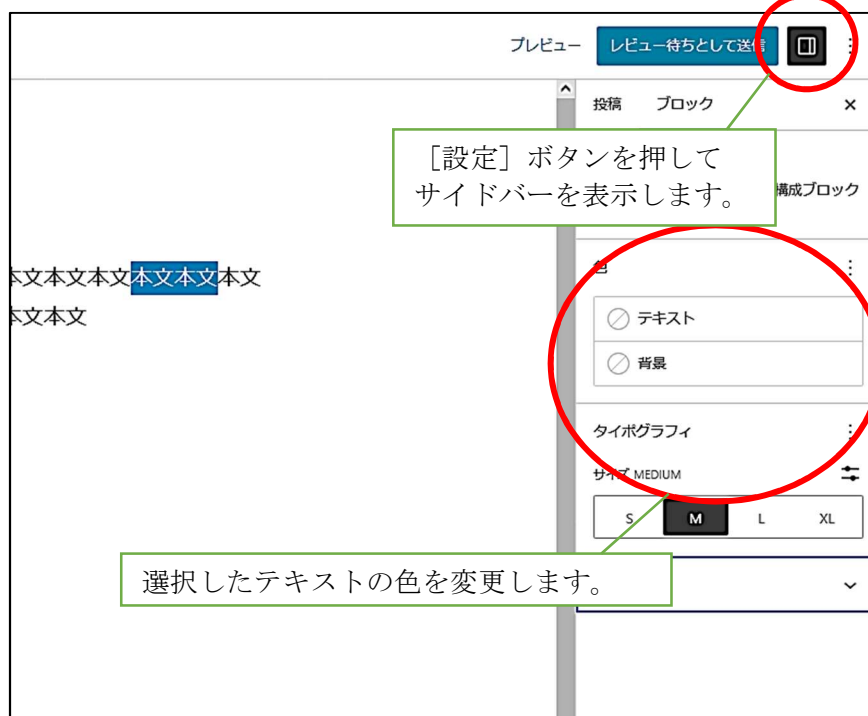 プレビュー
レビュー待ちとして送信
投稿 ブロック
［設定］ボタンを押して
サイドバーを表示します。
構成ブロック
色
本文本文本文本文本文本文
本文本文
テキスト
背景
タイポグラフィ
サイズ MEDIUM
S M L XL
選択したテキストの色を変更します。